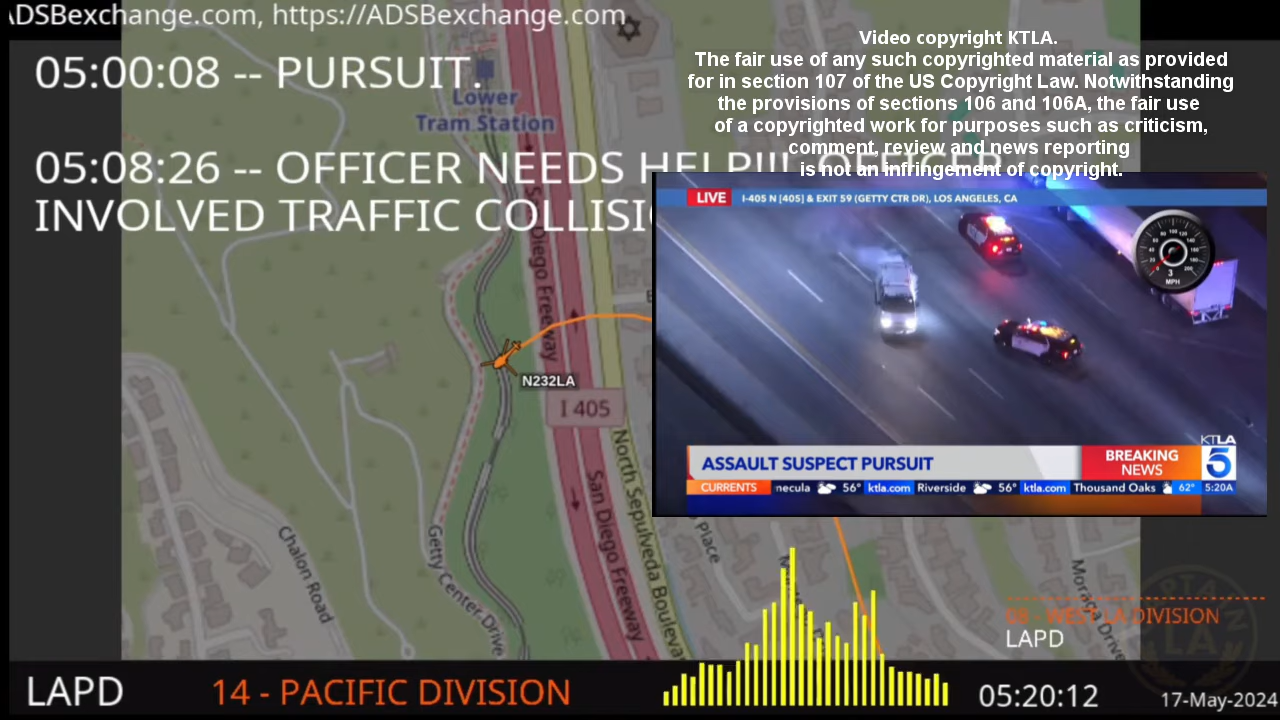 ADSBexchange.com, https://ADSBexchange.com
05:00:08 -- PURSUIT.
05:08:26 -- OFFICER NEEDS HELP!!! OFFICER
INVOLVED TRAFFIC COLLISI
Video copyright KTLA.
The fair use of any such copyrighted material as provided
for in section 107 of the US Copyright Law. Notwithstanding
the provisions of sections 106 and 106A, the fair use
of a copyrighted work for purposes such as criticism,
comment, review and news reporting
is not an infringement of copyright.
Lower
Tram Station
San Diego Freeway
N232LA
I 405
San Diego Freeway
North Sepulveda Boulevar
Chalon Road
Getty Center Drive
Place
Drive
LIVE
I-405 N [405] & EXIT 59 (GETTY CTR DR), LOS ANGELES, CA
3
MPH
ASSAULT SUSPECT PURSUIT
BREAKING
NEWS
KTLA
5
CURRENTS
necula 56° ktla.com Riverside 56° ktla.com Thousand Oaks 62° 5:20A
08 - WEST LA DIVISION
LAPD
LAPD
14 - PACIFIC DIVISION
05:20:12
17-May-2024